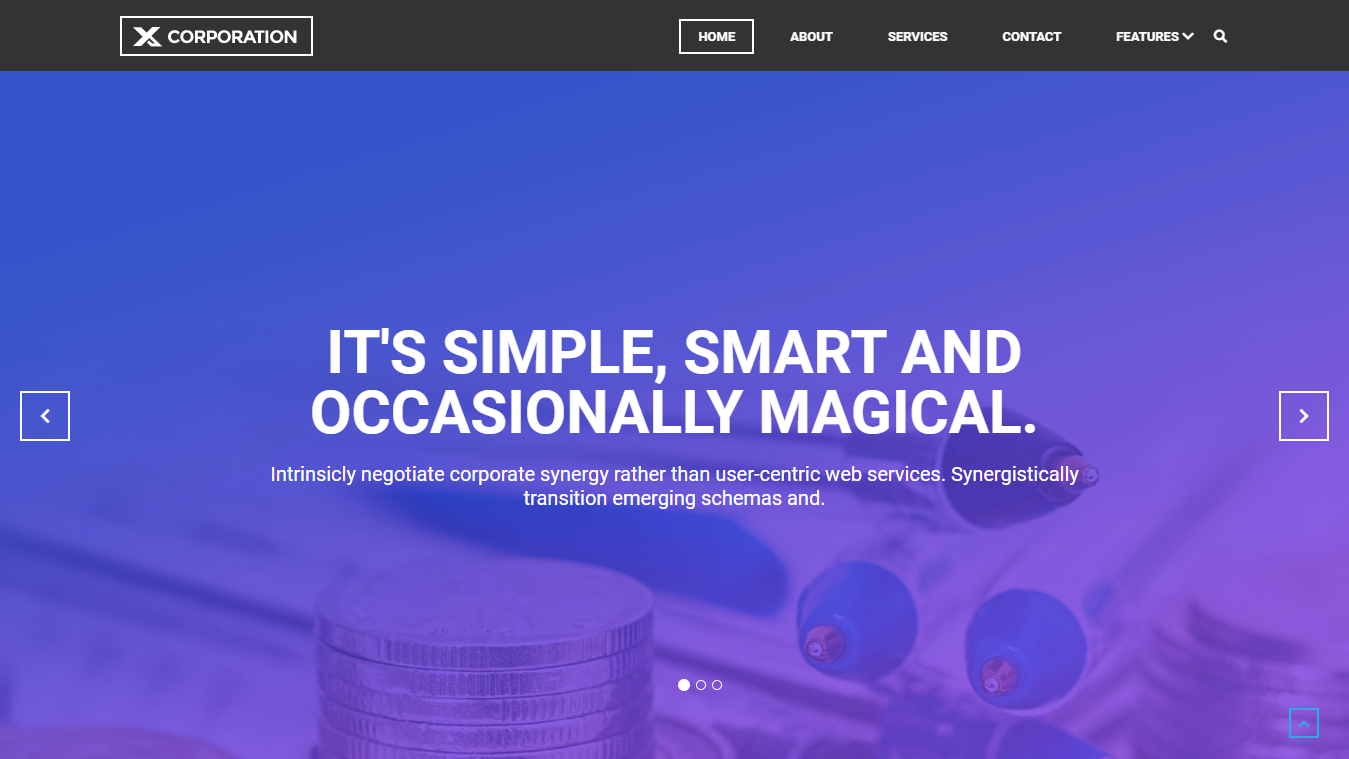 X CORPORATION
HOME ABOUT SERVICES CONTACT FEATURES
IT'S SIMPLE, SMART AND
OCCASIONALLY MAGICAL.
Intrinsicly negotiate corporate synergy rather than user-centric web services. Synergistically
transition emerging schemas and.